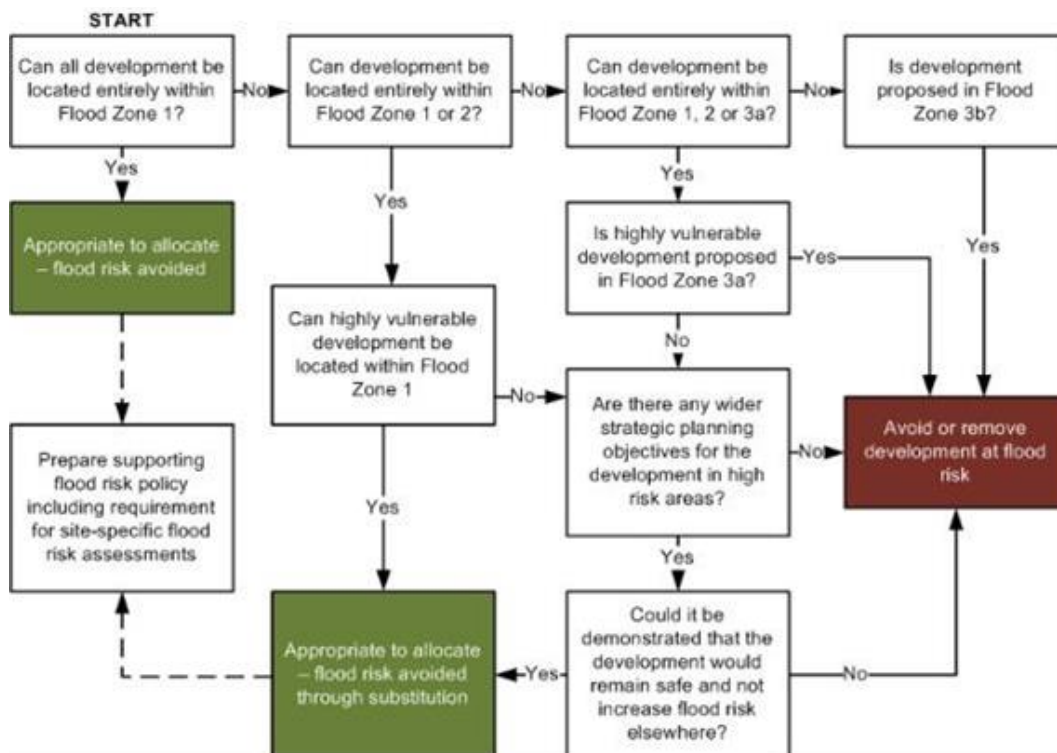 START
Can all development be
located entirely within
Flood Zone 1?
No
Can development be
located entirely within
Flood Zone 1 or 2?
No
Can development be
located entirely within
Flood Zone 1, 2 or 3a?
No
Is development
proposed in Flood
Zone 3b?
Yes
Yes
Yes
Yes
Appropriate to allocate
– flood risk avoided
Is highly vulnerable
development proposed
in Flood Zone 3a?
Yes
No
Can highly vulnerable
development be
located within Flood
Zone 1
No
Are there any wider
strategic planning
objectives for the
development in high
risk areas?
No
Avoid or remove
development at flood
risk
Prepare supporting
flood risk policy
including requirement
for site-specific flood
risk assessments
Yes
Yes
Appropriate to allocate
– flood risk avoided
through substitution
Yes
Could it be
demonstrated that the
development would
remain safe and not
increase flood risk
elsewhere?
No